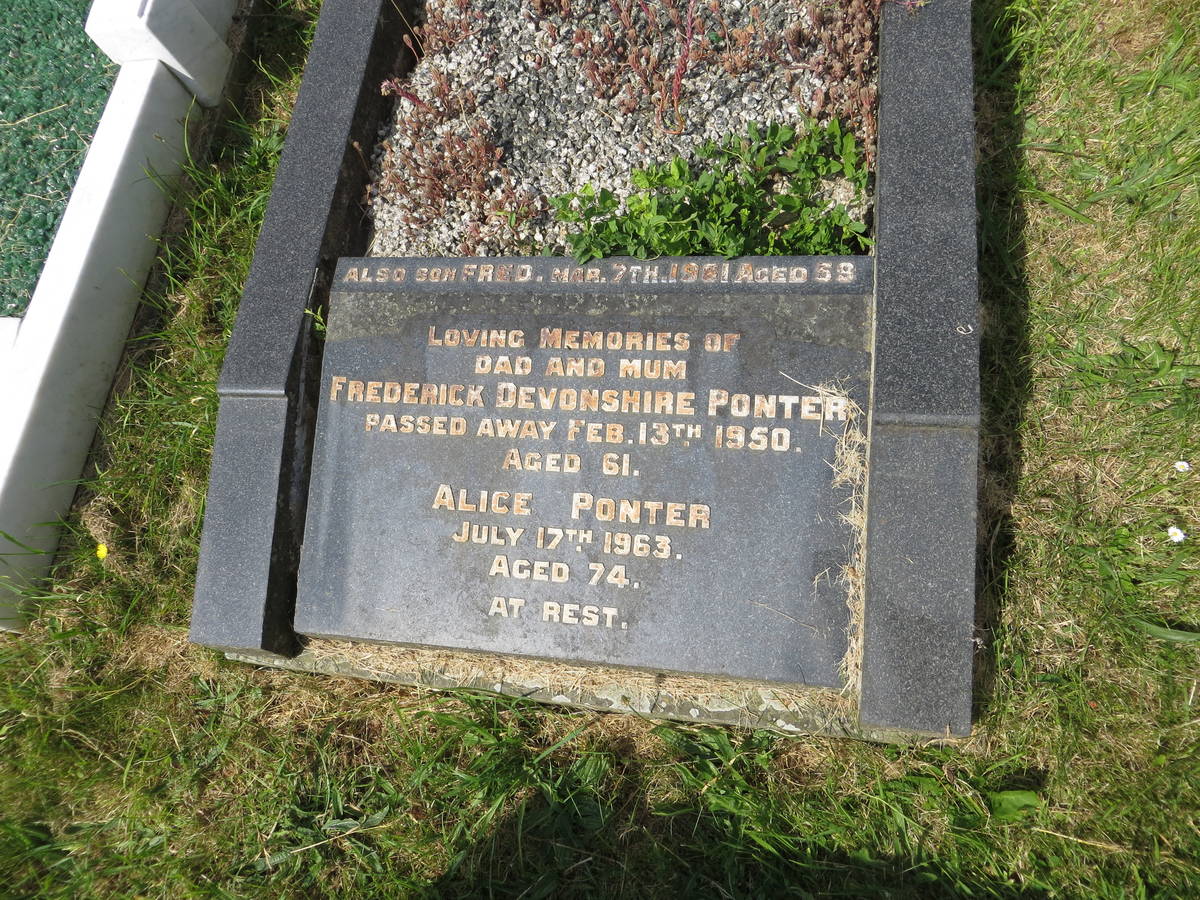 ALSO SON FRED. MAR. 7TH. 1981 AGED 68
LOVING MEMORIES OF
DAD AND MUM
FREDERICK DEVONSHIRE PONTER
PASSED AWAY FEB. 13TH 1950.
AGED 61.
ALICE PONTER
JULY 17TH 1963.
AGED 74.
AT REST.